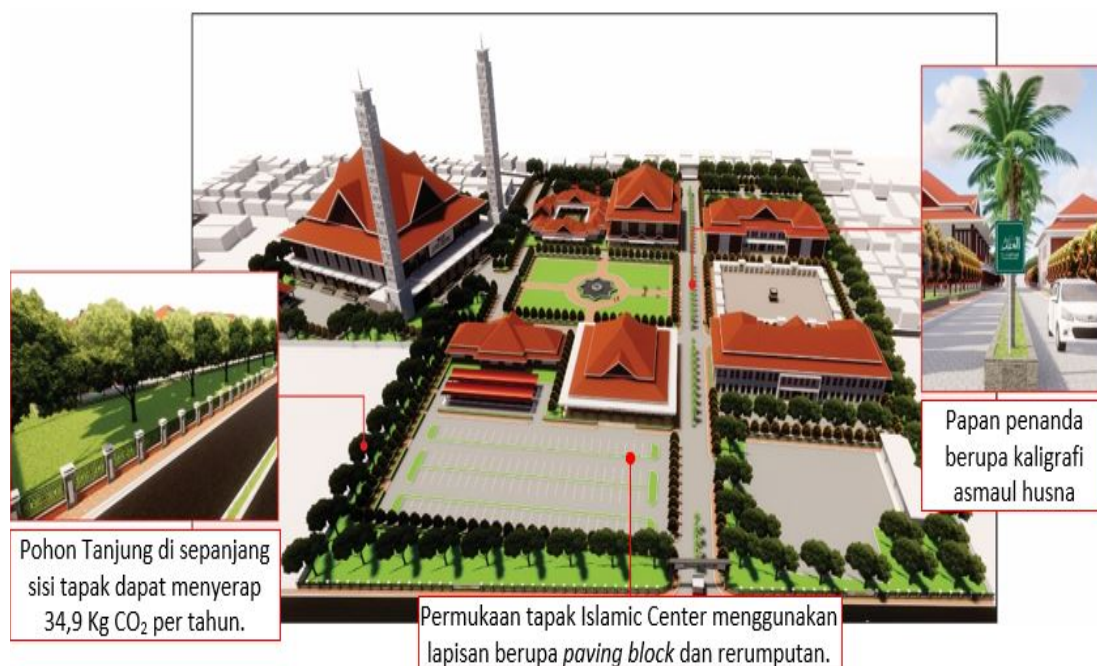 Pohon Tanjung di sepanjang
sisi tapak dapat menyerap
34,9 Kg CO₂ per tahun.
Permukaan tapak Islamic Center menggunakan
lapisan berupa paving block dan rerumputan.
Papan penanda
berupa kaligrafi
asmaul husna